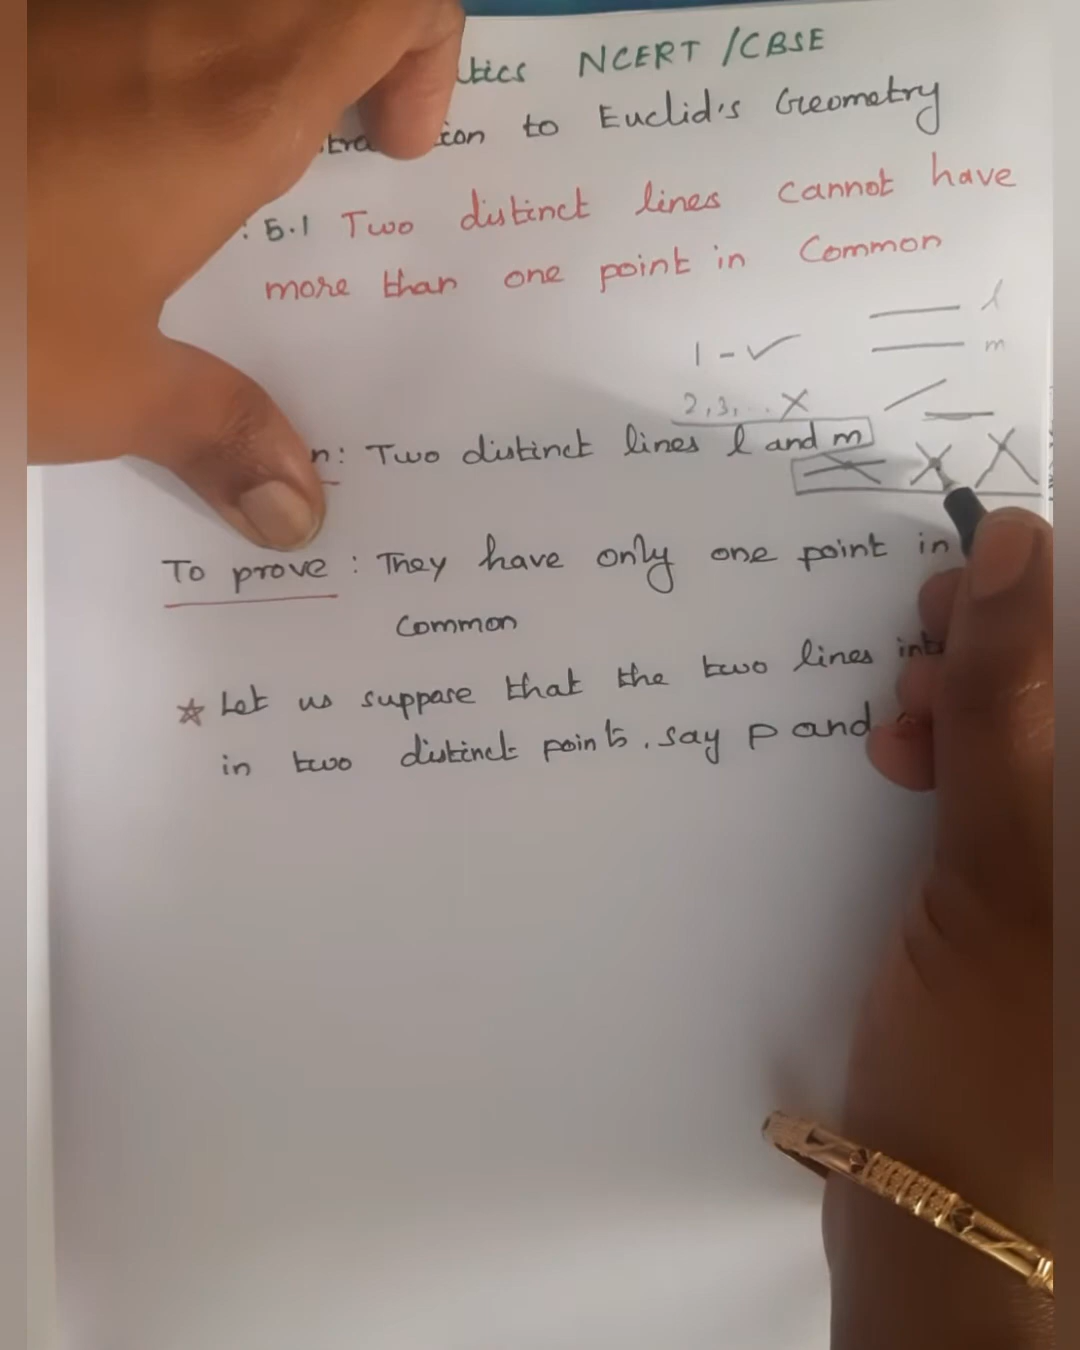 NCERT / CBSE
to Euclid's Geometry
: 5.1 Two distinct lines cannot have
more than one point in Common
l
1 - ✓
m
2, 3, .. X
n: Two distinct lines l and m
To prove : They have only one point in
Common
☆ Let us suppose that the two lines
in two distinct points. say p and